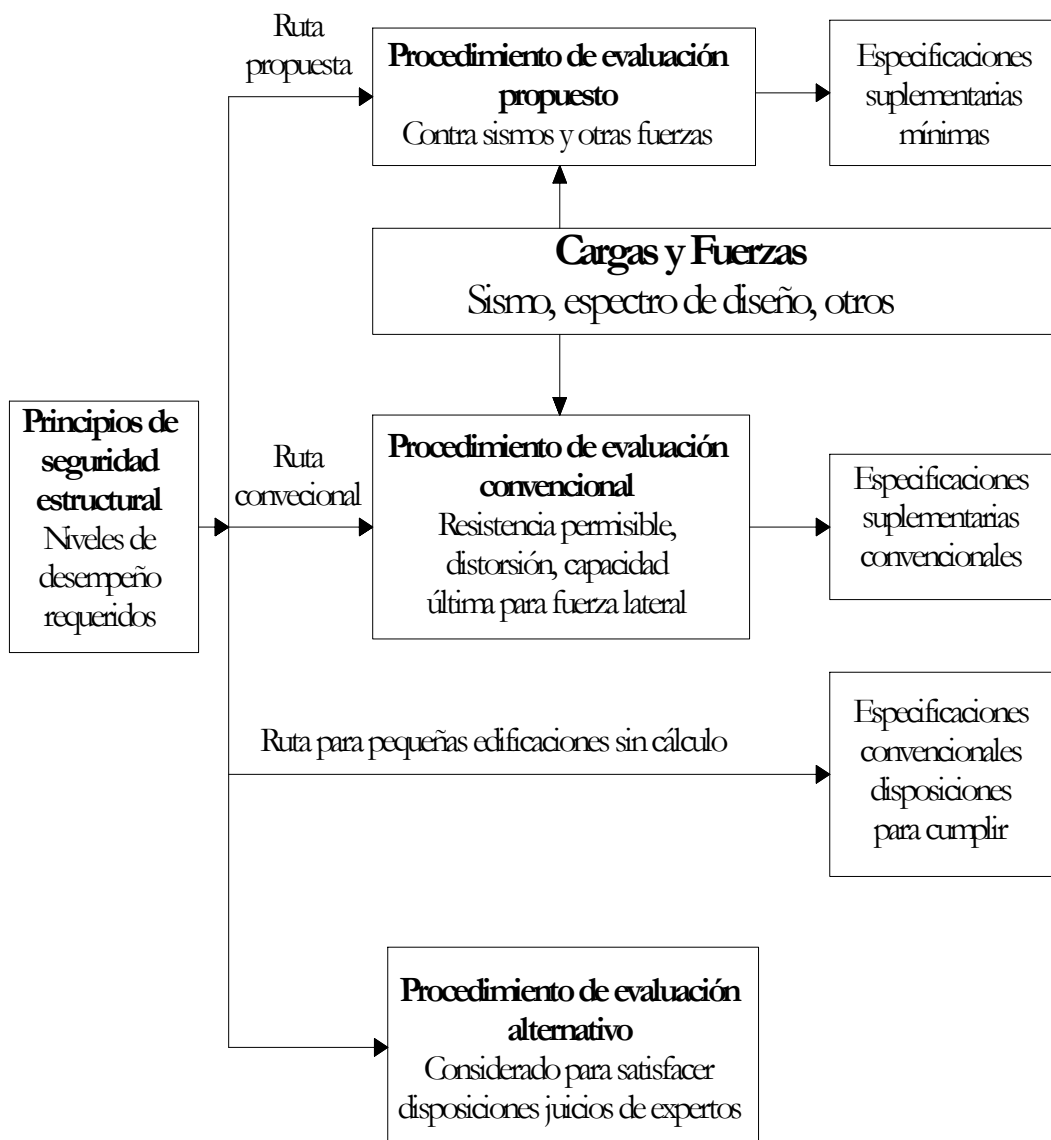 Ruta
propuesta
Procedimiento de evaluación
propuesto
Contra sismos y otras fuerzas
Especificaciones
suplementarias
mínimas
Cargas y Fuerzas
Sismo, espectro de diseño, otros
Principios de
seguridad
estructural
Niveles de
desempeño
requeridos
Ruta
convecional
Procedimiento de evaluación
convencional
Resistencia permisible,
distorsión, capacidad
última para fuerza lateral
Especificaciones
suplementarias
convencionales
Ruta para pequeñas edificaciones sin cálculo
Especificaciones
convencionales
disposiciones
para cumplir
Procedimiento de evaluación
alternativo
Considerado para satisfacer
disposiciones juicios de expertos